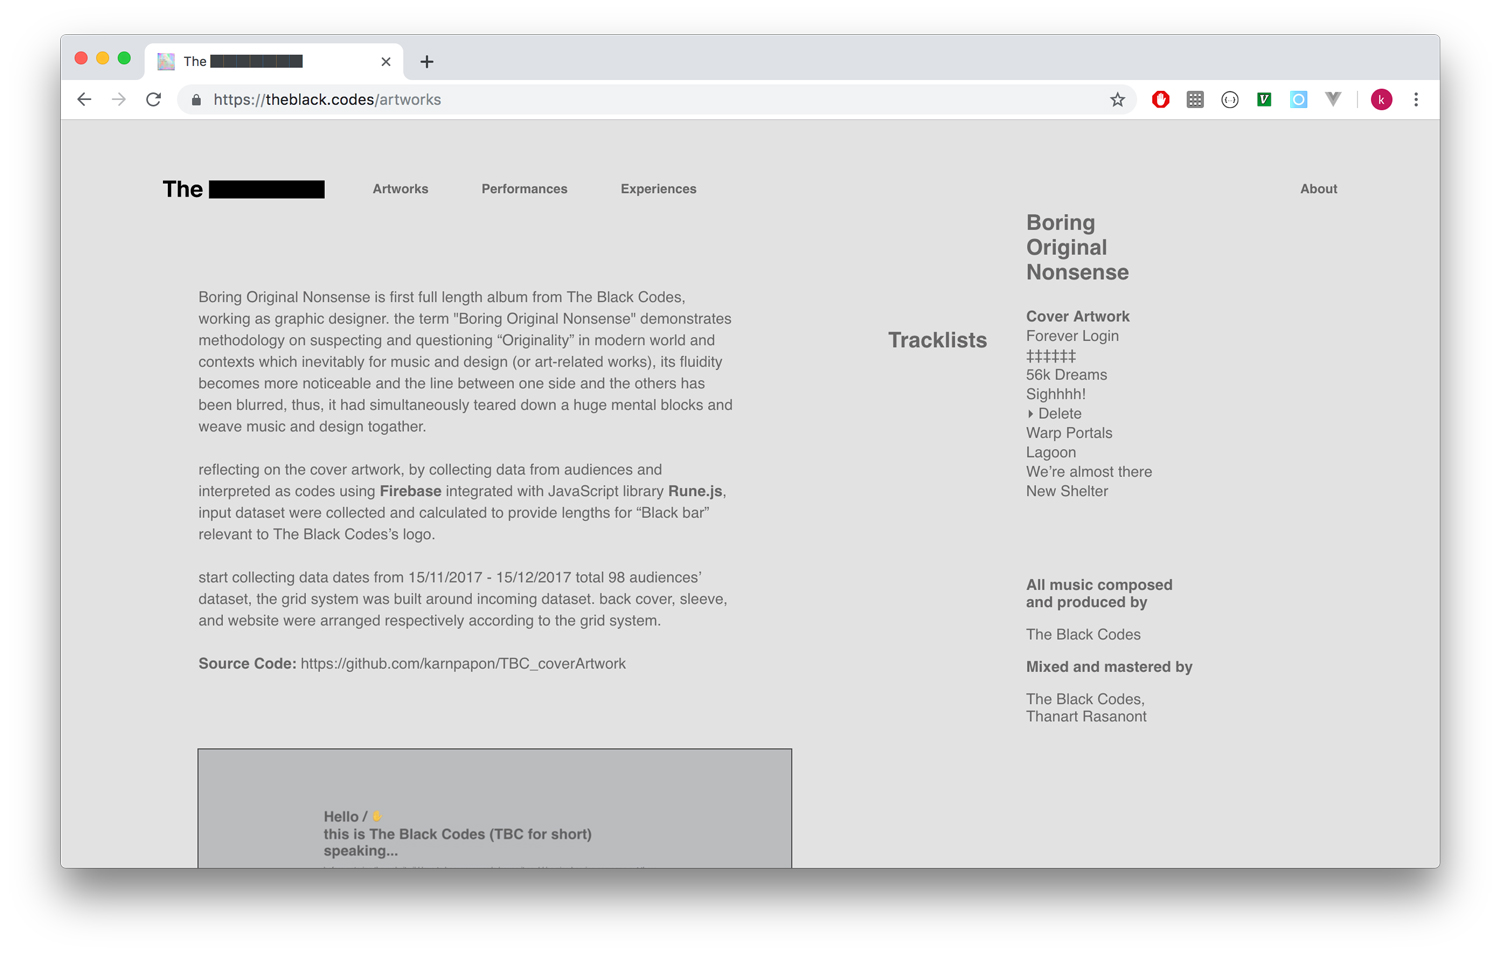 The
https://theblack.codes/artworks
k
The
Artworks
Performances
Experiences
About
Boring Original Nonsense is first full length album from The Black Codes,
working as graphic designer. the term "Boring Original Nonsense" demonstrates
methodology on suspecting and questioning “Originality” in modern world and
contexts which inevitably for music and design (or art-related works), its fluidity
becomes more noticeable and the line between one side and the others has
been blurred, thus, it had simultaneously teared down a huge mental blocks and
weave music and design togather.
reflecting on the cover artwork, by collecting data from audiences and
interpreted as codes using Firebase integrated with JavaScript library Rune.js,
input dataset were collected and calculated to provide lengths for “Black bar”
relevant to The Black Codes’s logo.
start collecting data dates from 15/11/2017 - 15/12/2017 total 98 audiences’
dataset, the grid system was built around incoming dataset. back cover, sleeve,
and website were arranged respectively according to the grid system.
Source Code: https://github.com/karnpapon/TBC_coverArtwork
Hello / ✋
this is The Black Codes (TBC for short)
speaking...
Tracklists
Boring
Original
Nonsense
Cover Artwork
Forever Login
‡‡‡‡‡‡
56k Dreams
Sighhhh!
Delete
Warp Portals
Lagoon
We’re almost there
New Shelter
All music composed
and produced by
The Black Codes
Mixed and mastered by
The Black Codes,
Thanart Rasanont